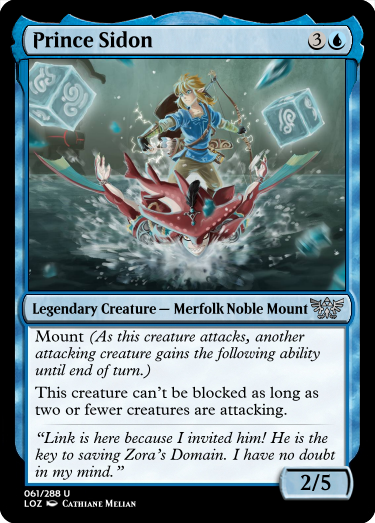 Prince Sidon 3
Legendary Creature — Merfolk Noble Mount
Mount (As this creature attacks, another
attacking creature gains the following ability
until end of turn.)
This creature can't be blocked as long as
two or fewer creatures are attacking.
“Link is here because I invited him! He is the
key to saving Zora's Domain. I have no doubt
in my mind.”
2/5
061/288 U
LOZ Cathiane Melian